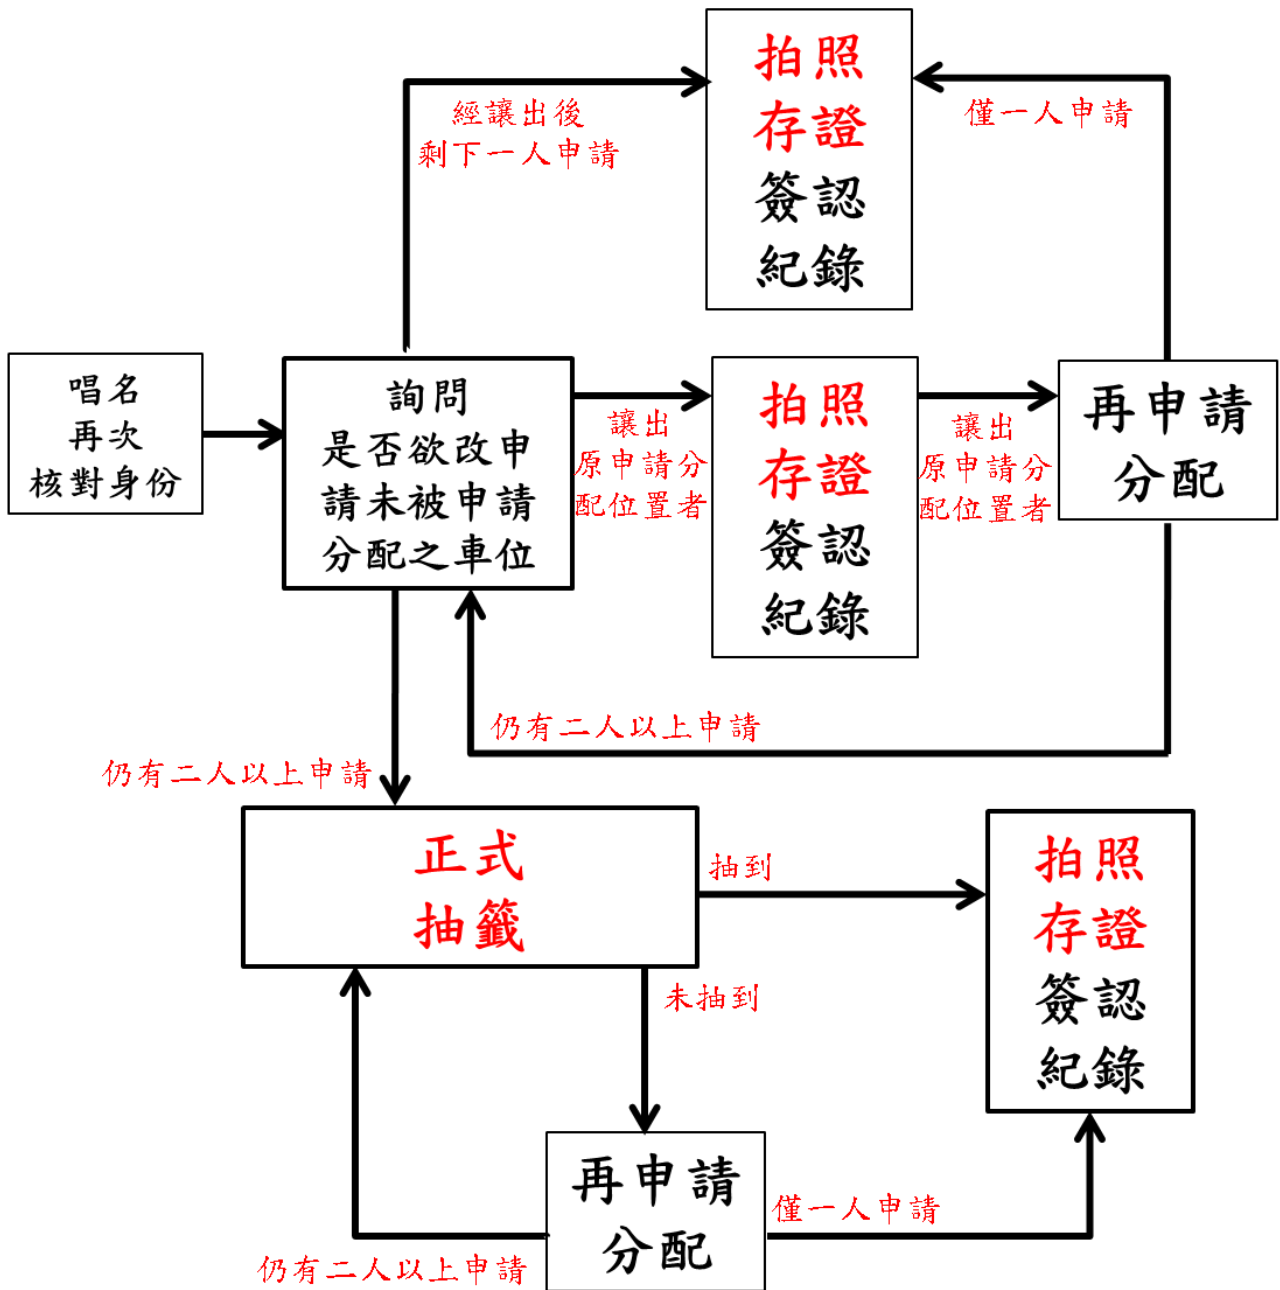 拍照
存證
簽認
紀錄
經讓出後
剩下一人申請
僅一人申請
唱名
再次
核對身份
詢問
是否欲改申
請未被申請
分配之車位
讓出
原申請分
配位置者
拍照
存證
簽認
紀錄
讓出
原申請分
配位置者
再申請
分配
仍有二人以上申請
仍有二人以上申請
正式
抽籤
抽到
拍照
存證
簽認
紀錄
未抽到
再申請
分配
僅一人申請
仍有二人以上申請